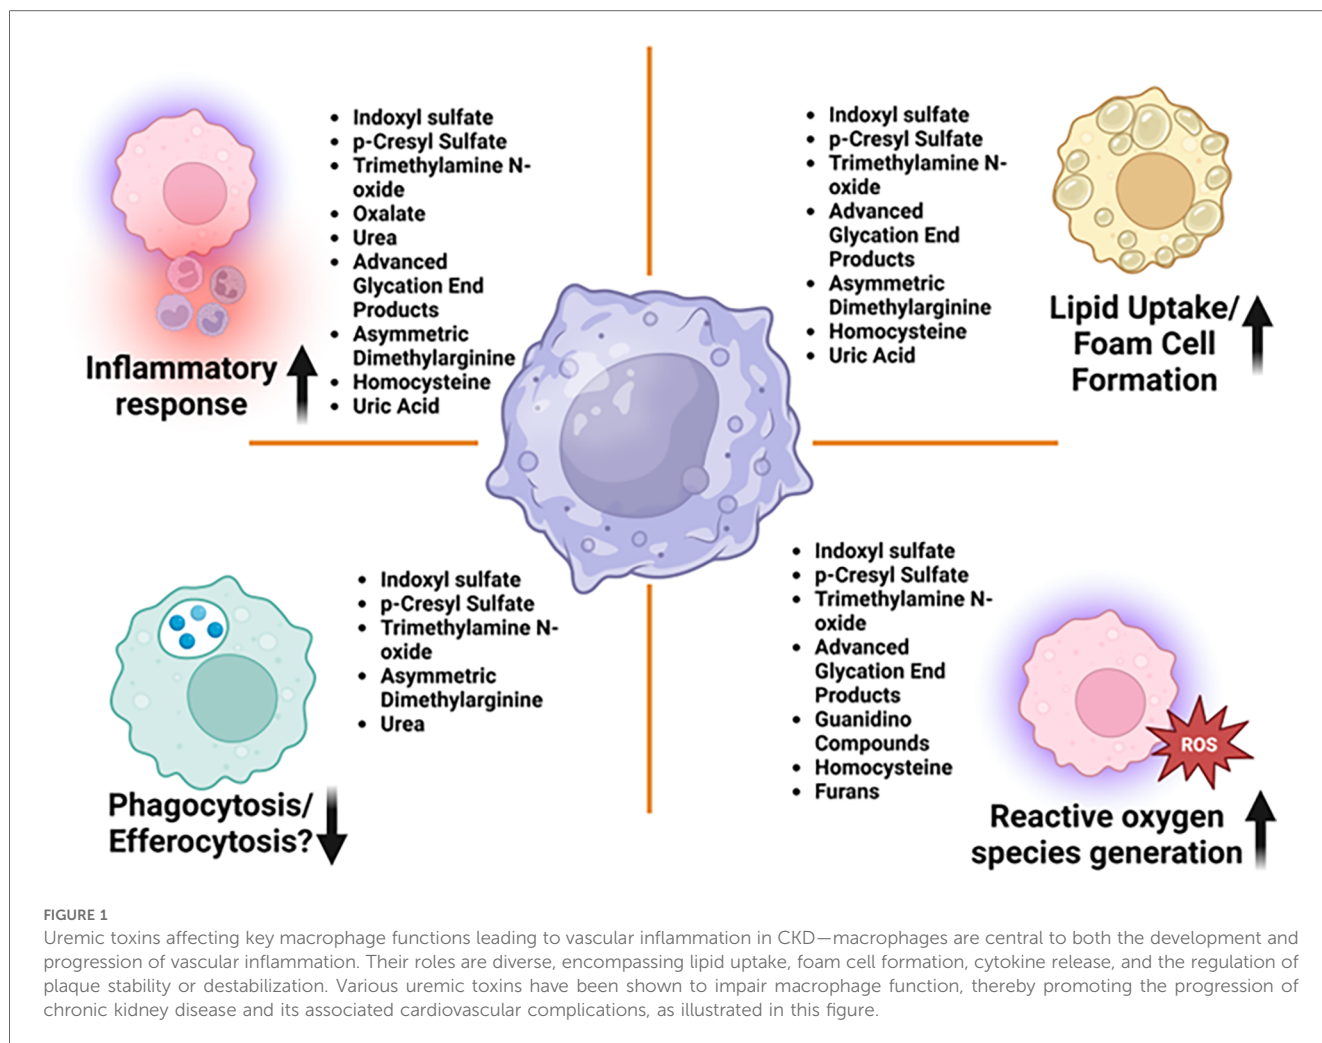 • Indoxyl sulfate
• p-Cresyl Sulfate
• Trimethylamine N-
oxide
• Oxalate
• Urea
• Advanced
Glycation End
Products
• Asymmetric
Dimethylarginine
• Homocysteine
• Uric Acid
Inflammatory
response
• Indoxyl sulfate
• p-Cresyl Sulfate
• Trimethylamine N-
oxide
• Advanced
Glycation End
Products
• Asymmetric
Dimethylarginine
• Homocysteine
• Uric Acid
Lipid Uptake/
Foam Cell
Formation
• Indoxyl sulfate
• p-Cresyl Sulfate
• Trimethylamine N-
oxide
• Asymmetric
Dimethylarginine
• Urea
Phagocytosis/
Efferocytosis?
• Indoxyl sulfate
• p-Cresyl Sulfate
• Trimethylamine N-
oxide
• Advanced
Glycation End
Products
• Guanidino
Compounds
• Homocysteine
• Furans
ROS
Reactive oxygen
species generation
FIGURE 1
Uremic toxins affecting key macrophage functions leading to vascular inflammation in CKD—macrophages are central to both the development and
progression of vascular inflammation. Their roles are diverse, encompassing lipid uptake, foam cell formation, cytokine release, and the regulation of
plaque stability or destabilization. Various uremic toxins have been shown to impair macrophage function, thereby promoting the progression of
chronic kidney disease and its associated cardiovascular complications, as illustrated in this figure.